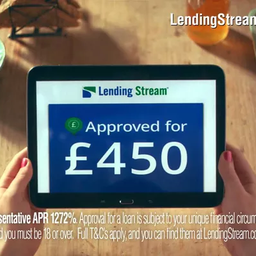 LendingStream
Lending Stream
Approved for
£450
sentative APR 1272%. Approval for a loan is subject to your unique financial circum
d you must be 18 or over. Full T&C's apply, and you can find them at LendingStream.co